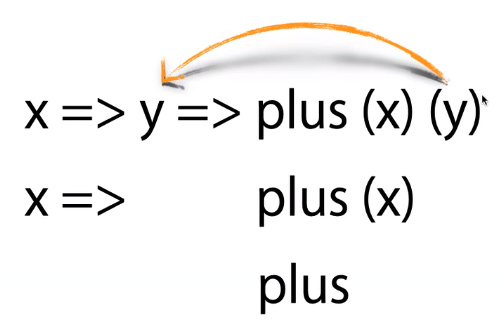 x => y => plus (x) (y)
x => plus (x)
plus